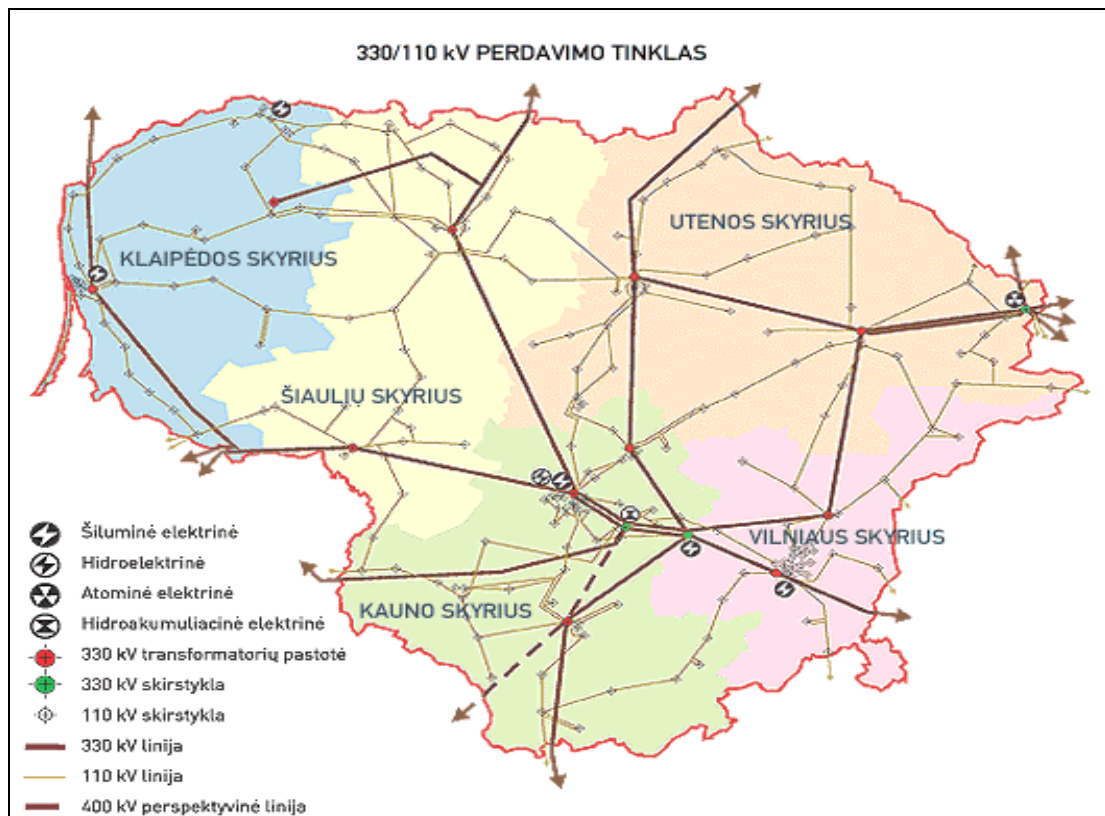 330/110 kV PERDAVIMO TINKLAS
UTENOS SKYRIUS
KLAIPĖDOS SKYRIUS
ŠIAULIŲ SKYRIUS
VILNIAUS SKYRIUS
KAUNO SKYRIUS
Šiluminė elektrinė
Hidroelektrinė
Atominė elektrinė
Hidroakumuliacinė elektrinė
330 kV transformatorių pastotė
330 kV skirstykla
110 kV skirstykla
330 kV linija
110 kV linija
400 kV perspektyvinė linija